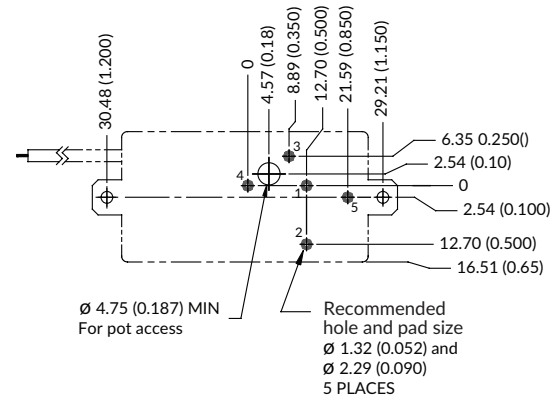 30.48 (1.200)
0
4.57 (0.18)
8.89 (0.350)
12.70 (0.500)
21.59 (0.850)
29.21 (1.150)
3
6.35 0.250()
2.54 (0.10)
4
1
0
5
2.54 (0.100)
2
12.70 (0.500)
16.51 (0.65)
Ø 4.75 (0.187) MIN
For pot access
Recommended
hole and pad size
Ø 1.32 (0.052) and
Ø 2.29 (0.090)
5 PLACES